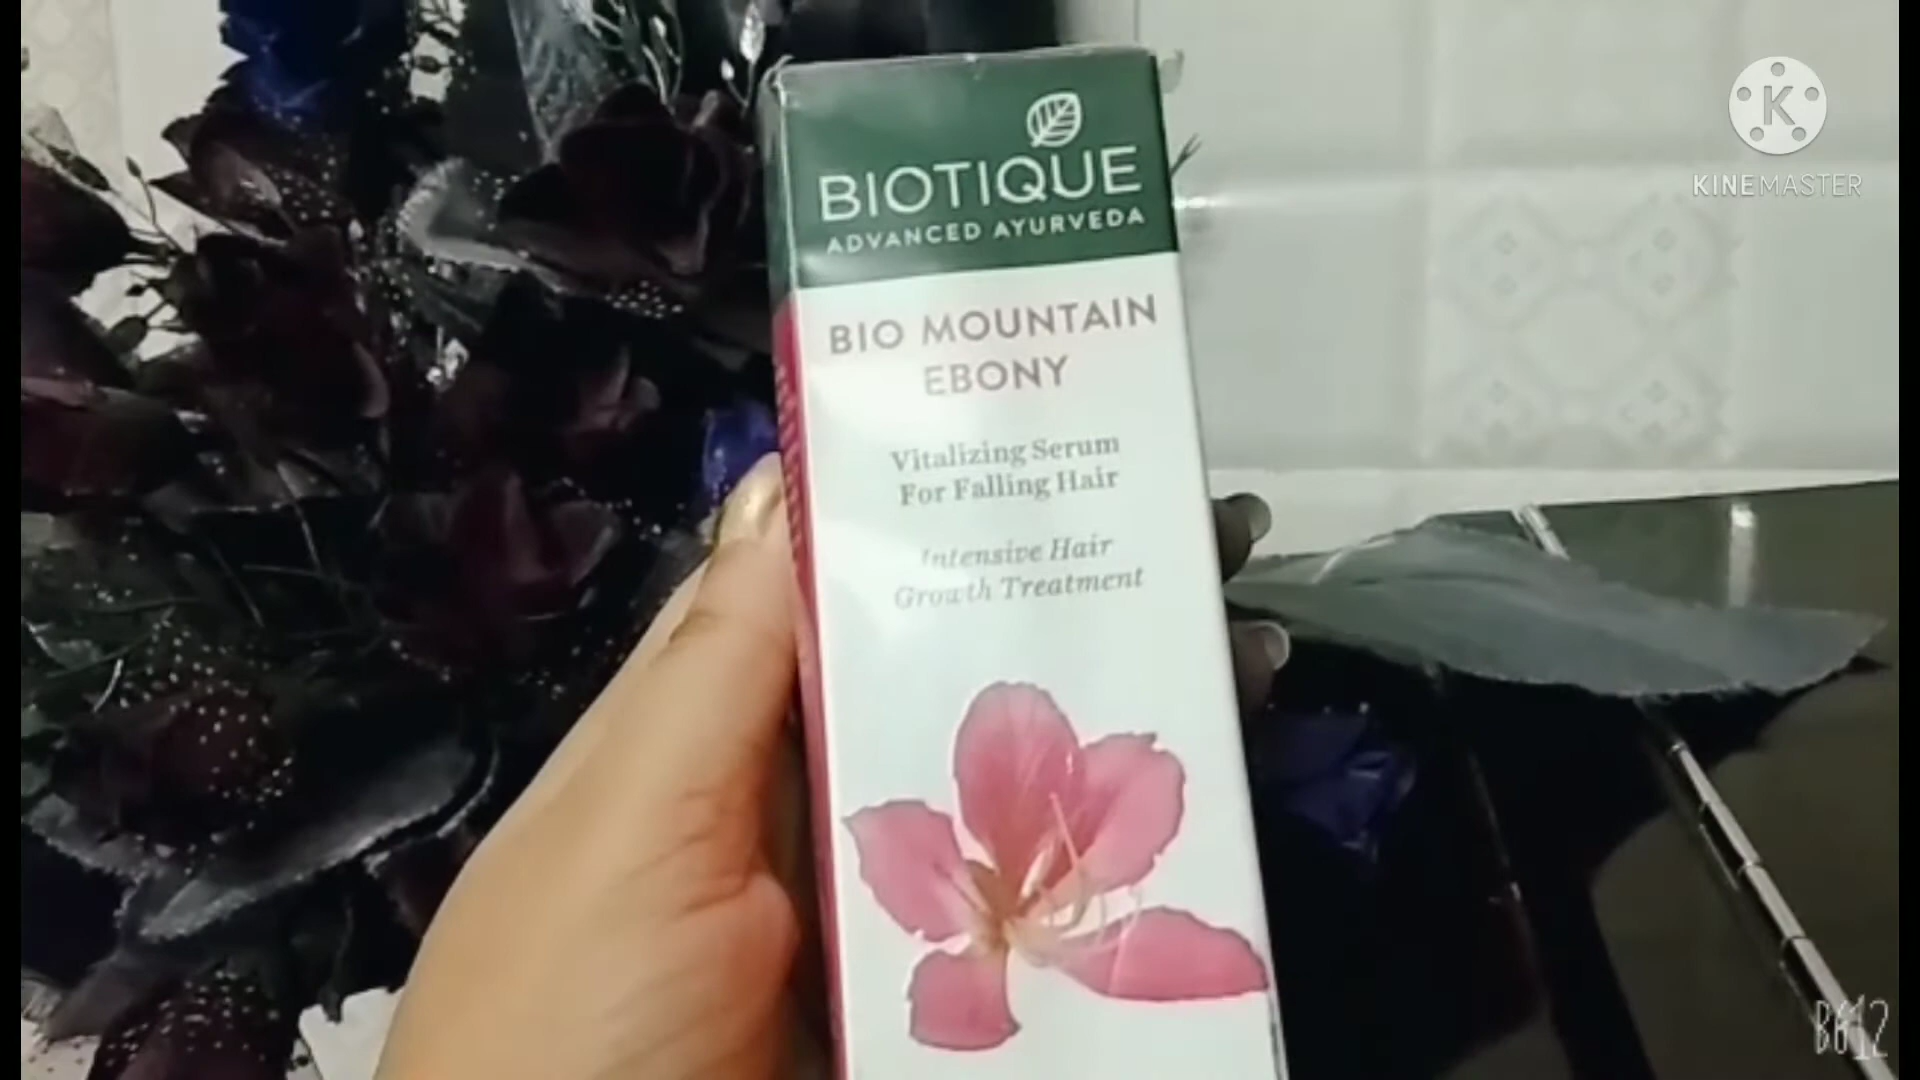 BIOTIQUE
ADVANCED AYURVEDA
BIO MOUNTAIN
EBONY
Vitalizing Serum
For Falling Hair
Intensive Hair
Growth Treatment
K
KINEMASTER
B612